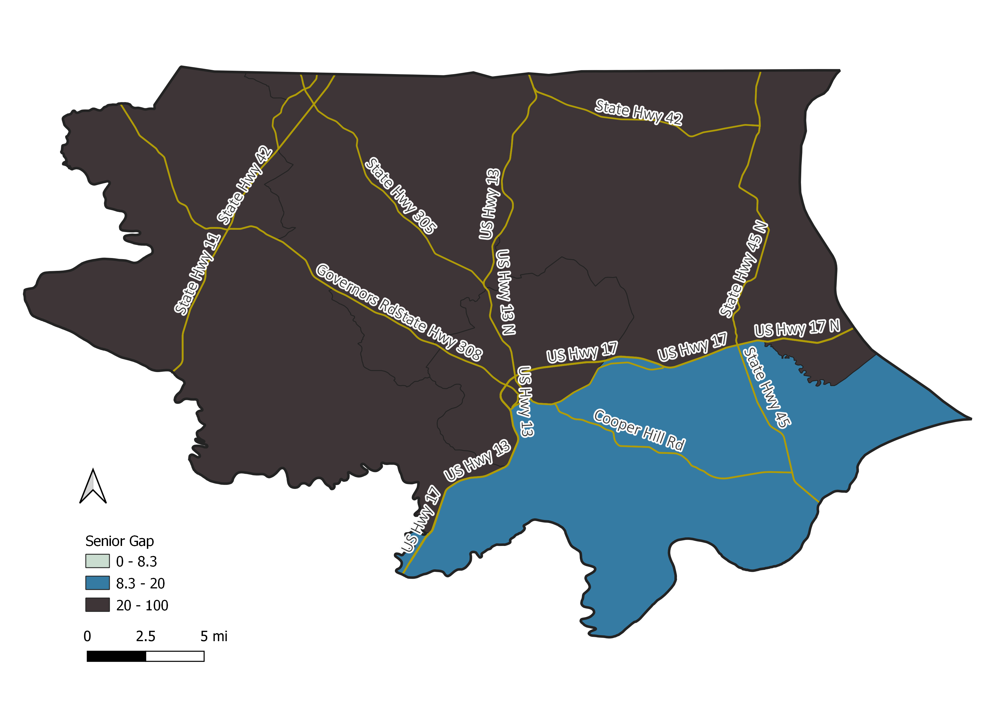 State Hwy 42
State Hwy 42
State Hwy 305
US Hwy 13
State Hwy 11
State Hwy 45 N
US Hwy 13 N
Governors Rd
State Hwy 308
US Hwy 17 N
US Hwy 17
US Hwy 17
State Hwy 45
US Hwy 13
Cooper Hill Rd
US Hwy 13
US Hwy 17
Senior Gap
0 - 8.3
8.3 - 20
20 - 100
0 2.5 5 mi